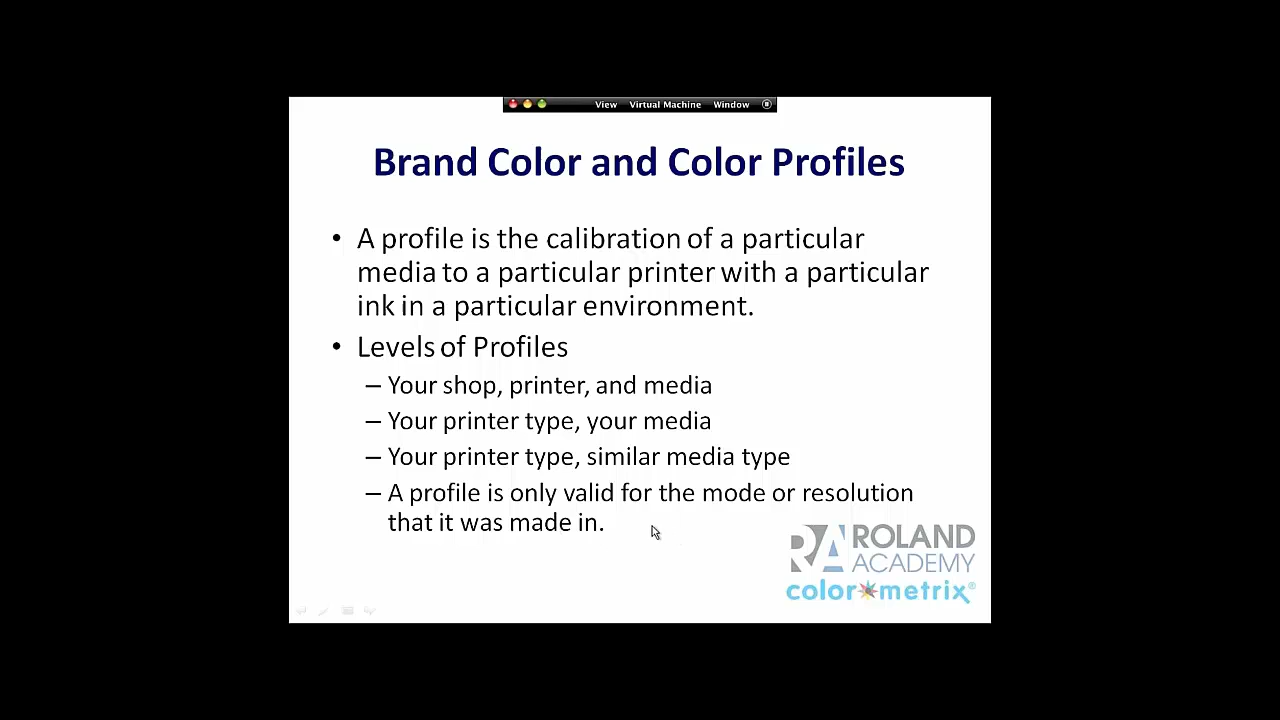 View Virtual Machine Window
Brand Color and Color Profiles
• A profile is the calibration of a particular
media to a particular printer with a particular
ink in a particular environment.
• Levels of Profiles
– Your shop, printer, and media
– Your printer type, your media
– Your printer type, similar media type
– A profile is only valid for the mode or resolution
that it was made in.
RA ROLAND
ACADEMY
color metrix®